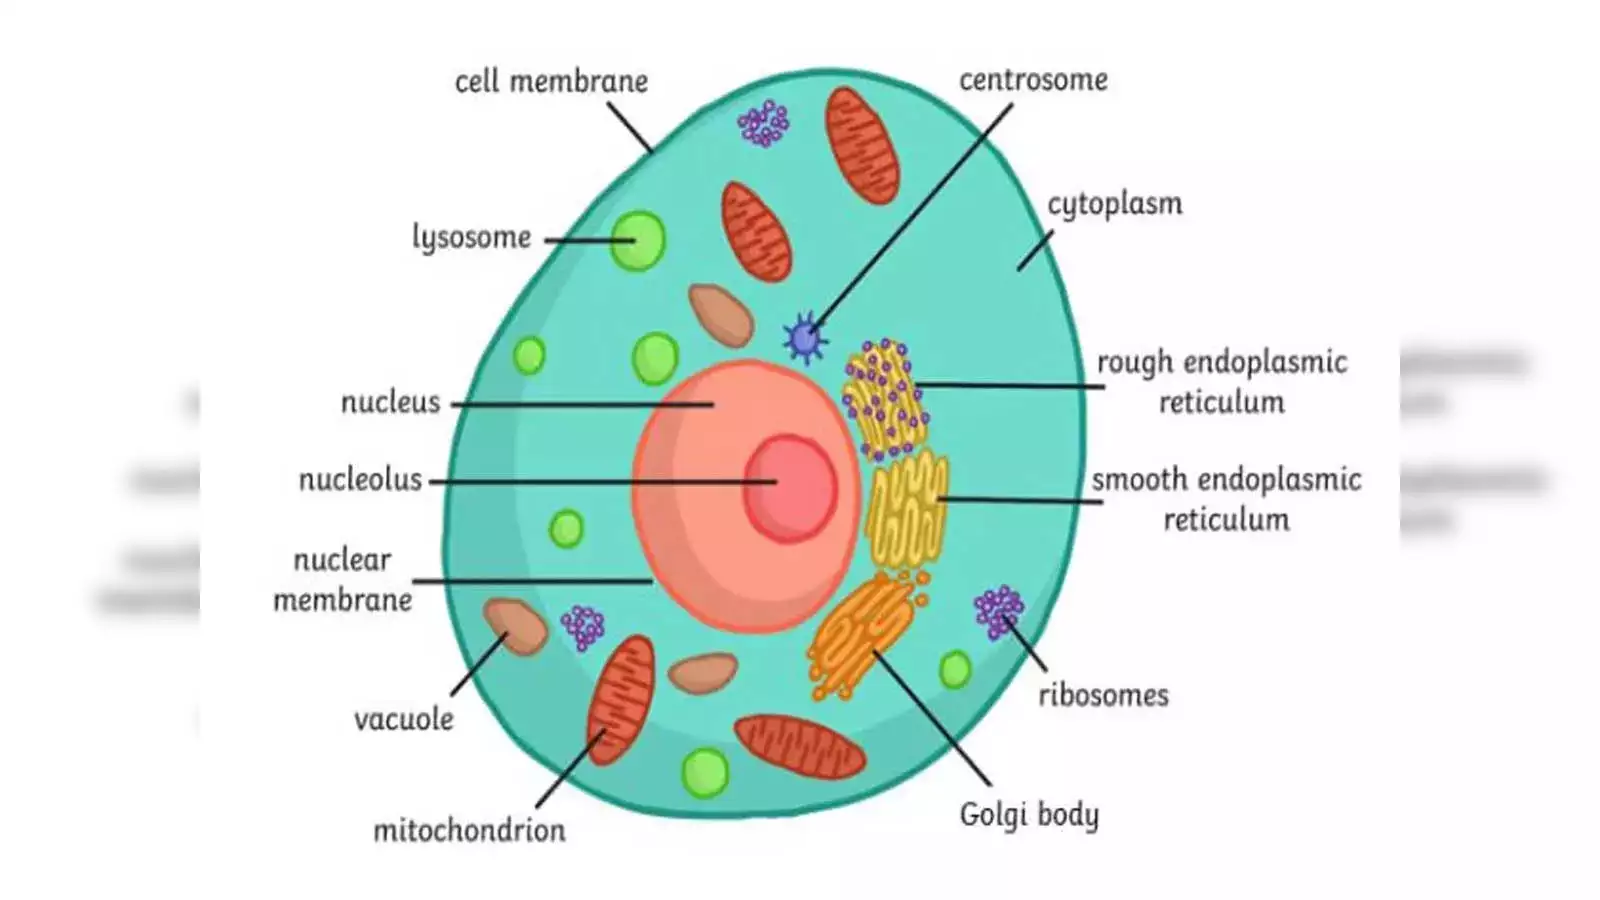 cell membrane
centrosome
cytoplasm
lysosome
rough endoplasmic
reticulum
nucleus
nucleolus
smooth endoplasmic
reticulum
nuclear
membrane
ribosomes
vacuole
Golgi body
mitochondrion